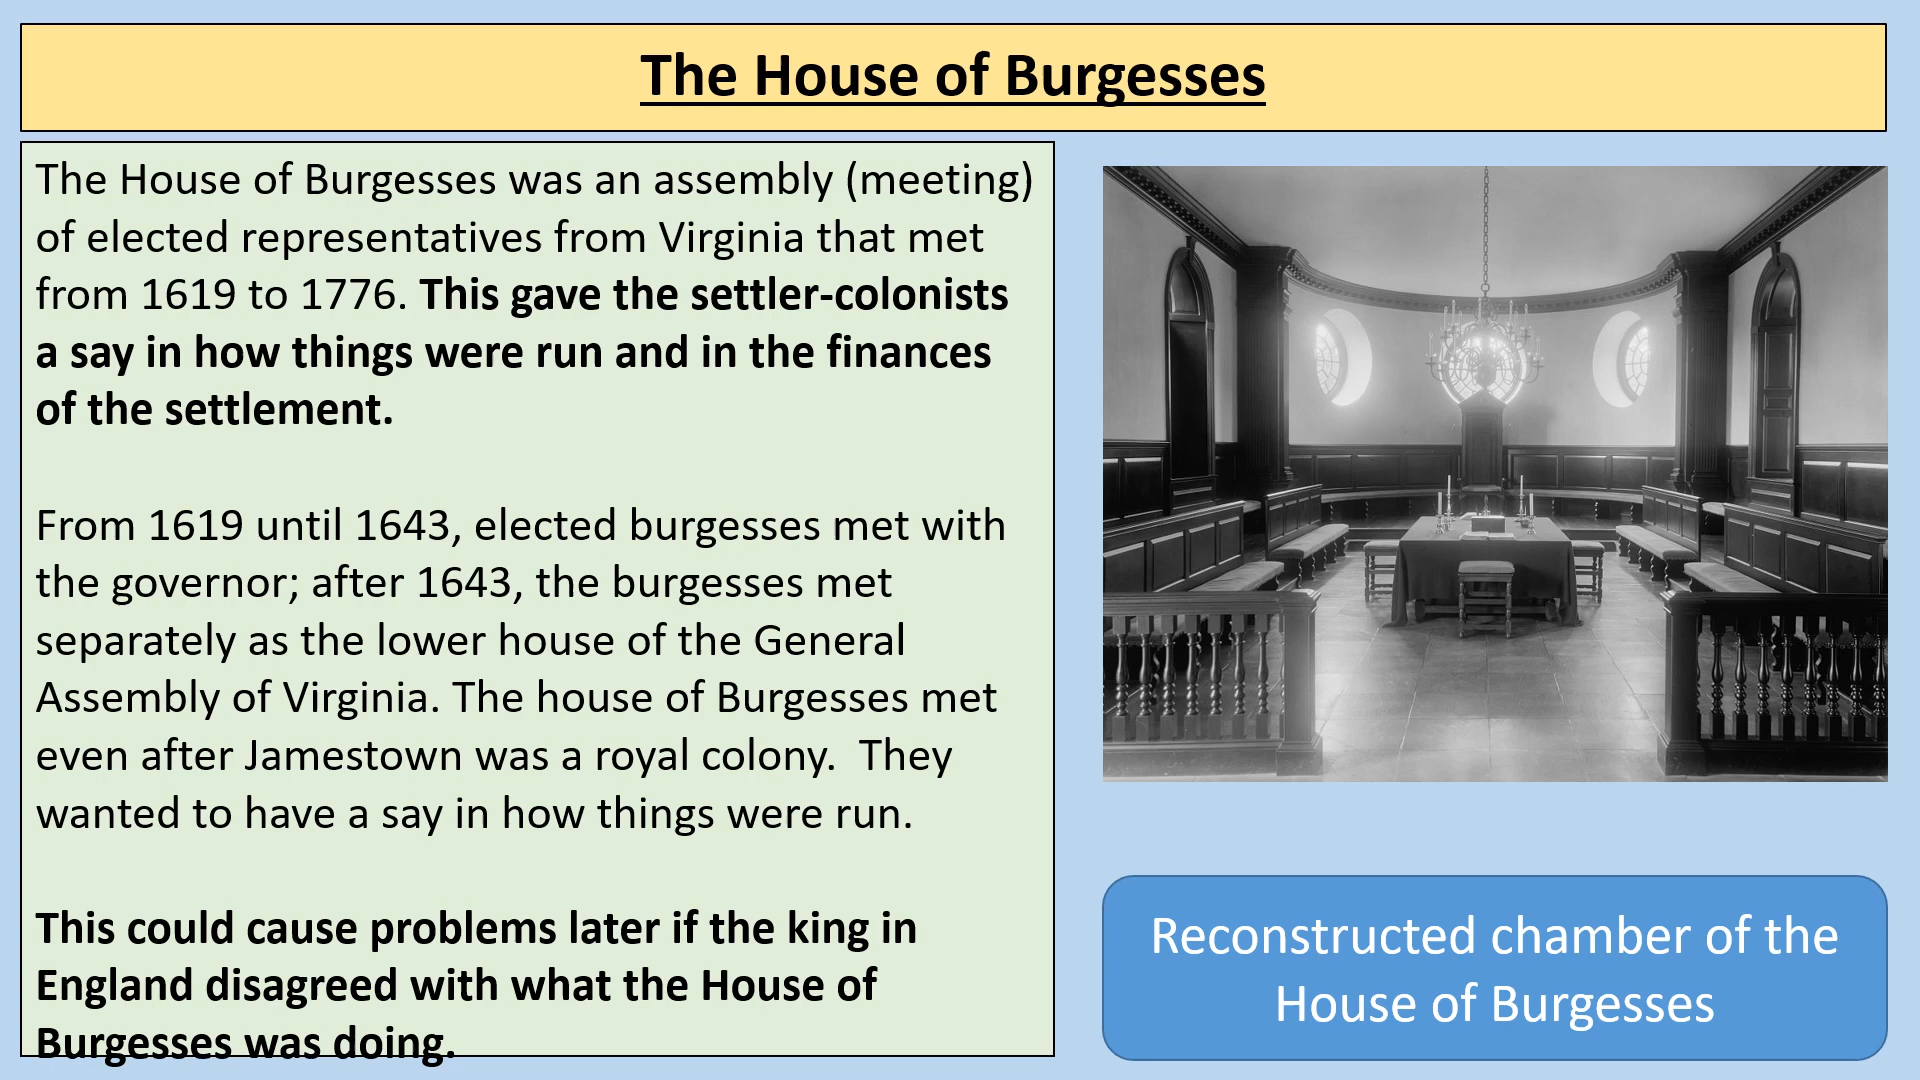 The House of Burgesses
The House of Burgesses was an assembly (meeting)
of elected representatives from Virginia that met
from 1619 to 1776. This gave the settler-colonists
a say in how things were run and in the finances
of the settlement.
From 1619 until 1643, elected burgesses met with
the governor; after 1643, the burgesses met
separately as the lower house of the General
Assembly of Virginia. The house of Burgesses met
even after Jamestown was a royal colony.  They
wanted to have a say in how things were run.
This could cause problems later if the king in
England disagreed with what the House of
Burgesses was doing.
Reconstructed chamber of the
House of Burgesses